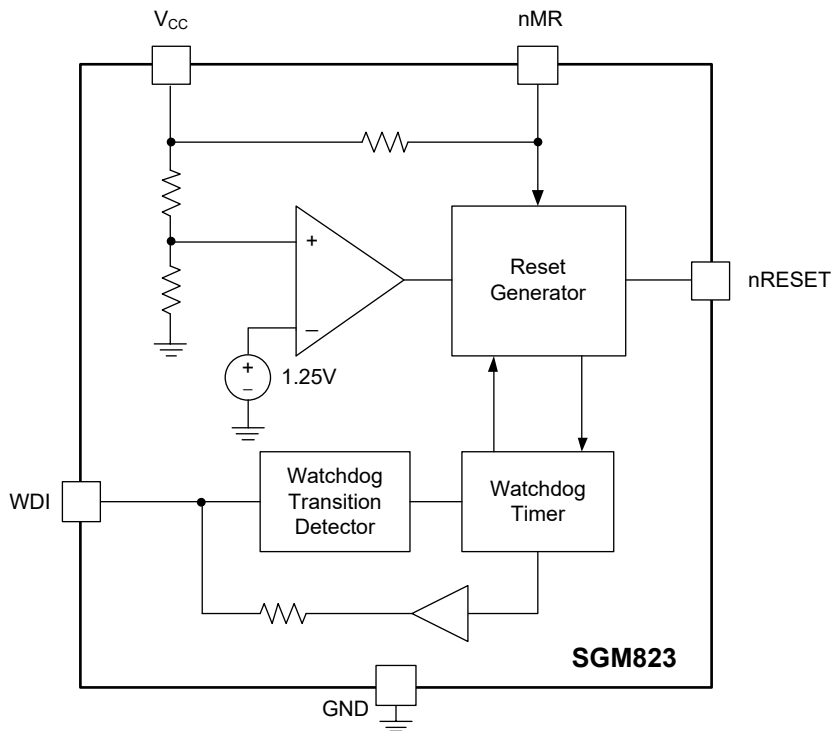 VCC
nMR
+
−
Reset
Generator
nRESET
+
−
1.25V
WDI
Watchdog
Transition
Detector
Watchdog
Timer
SGM823
GND